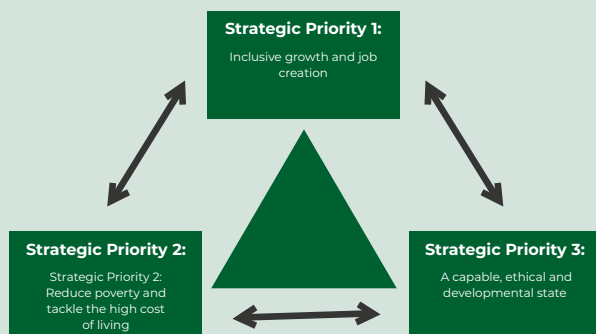 Strategic Priority 1:
Inclusive growth and job
creation
Strategic Priority 2:
Strategic Priority 2:
Reduce poverty and
tackle the high cost
of living
Strategic Priority 3:
A capable, ethical and
developmental state